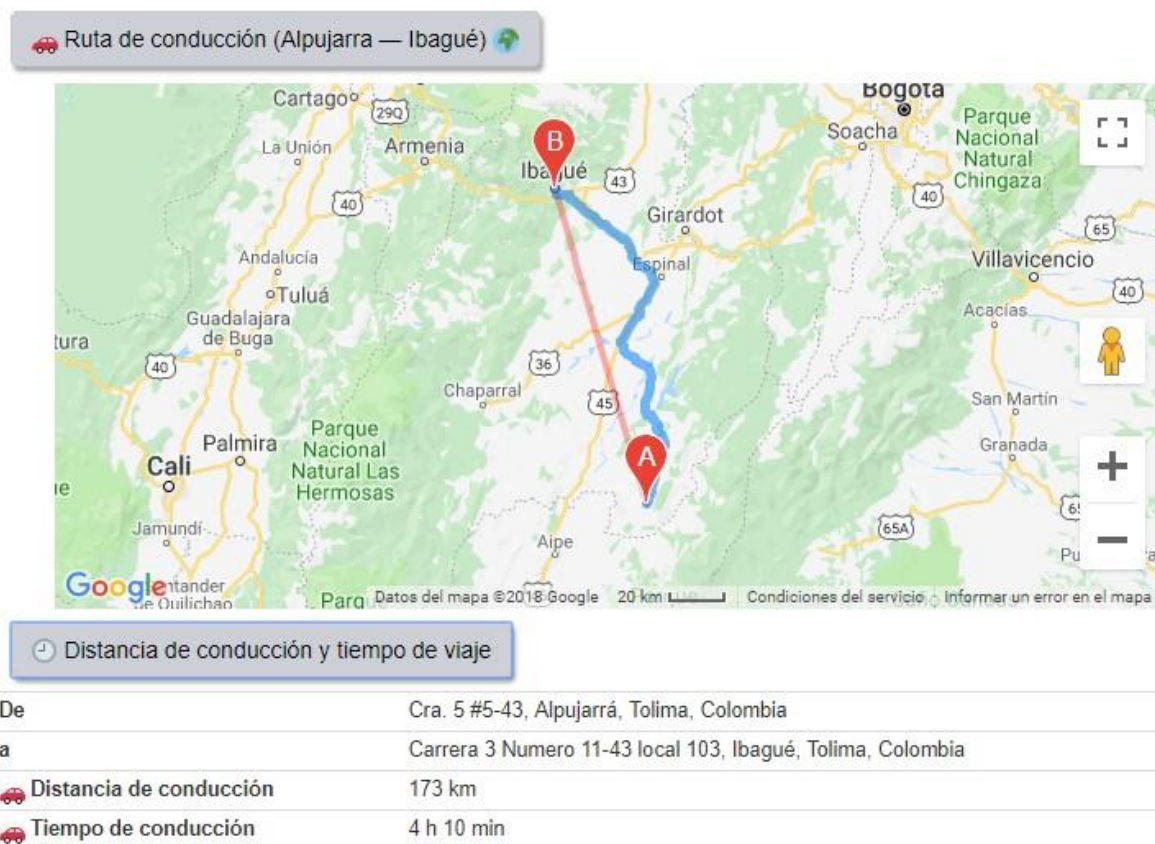 Ruta de conducción (Alpujarra — Ibagué)
Bogotá
Cartago
29Q
Parque
Nacional
Natural
Chingaza
La Unión
Armenia
Soacha
B
Ibagué
43
40
40
Girardot
65
Andalucía
Espinal
Villavicencio
Tuluá
40
Guadalajara
de Buga
Acacías
tura
40
36
Chaparral
45
San Martín
Parque
Nacional
Natural Las
Hermosas
Palmira
Granada
A
Cali
65A
Jamundí
Aipe
Google
Datos del mapa ©2018 Google 20 km Condiciones del servicio Informar un error en el mapa
Distancia de conducción y tiempo de viaje
De Cra. 5 #5-43, Alpujarrá, Tolima, Colombia
a Carrera 3 Numero 11-43 local 103, Ibagué, Tolima, Colombia
Distancia de conducción 173 km
Tiempo de conducción 4 h 10 min